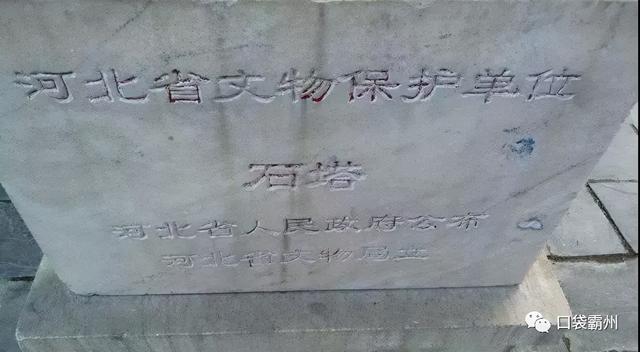 河北省文物保护单位
石塔
河北省人民政府公布
河北省文物局立
口袋霸州